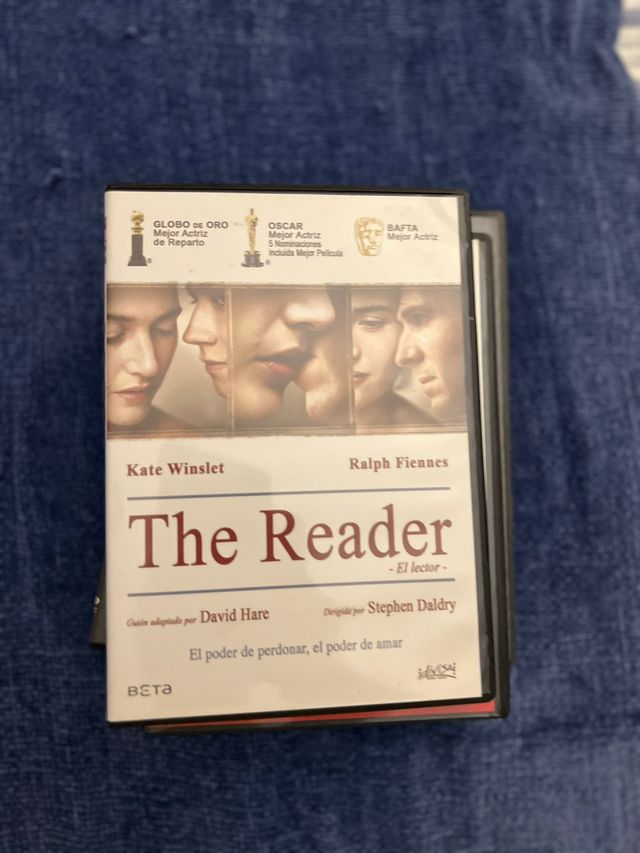 GLOBO DE ORO
Mejor Actriz
de Reparto
OSCAR
Mejor Actriz
5 Nominaciones
incluida Mejor Película
BAFTA
Mejor Actriz
Kate Winslet
Ralph Fiennes
The Reader
- El lector -
Guión adaptado por David Hare
Dirigida por Stephen Daldry
El poder de perdonar, el poder de amar
BETA